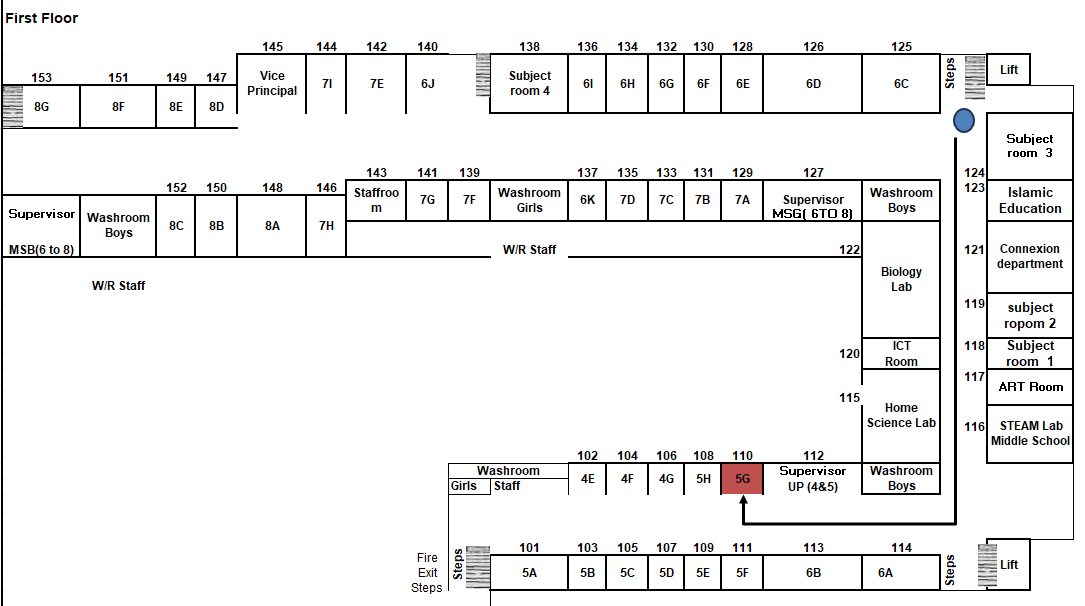 First Floor
145 144 142 140 138 136 134 132 130 128 126 125
153 151 149 147
Vice
Principal
7I 7E 6J
Subject
room 4
6I 6H 6G 6F 6E 6D 6C
Steps
Lift
8G 8F 8E 8D
Subject
room 3
124
123
143 141 139 137 135 133 131 129 127
152 150 148 146
Staffroo
m
7G 7F
Washroom
Girls
6K 7D 7C 7B 7A
Supervisor
MSG( 6TO 8)
Washroom
Boys
Islamic
Education
Supervisor
MSB(6 to 8)
Washroom
Boys
8C 8B 8A 7H
W/R Staff
122
121
Connexion
department
Biology
Lab
W/R Staff
119
subject
ropom 2
120
ICT
Room
118
Subject
room 1
117
ART Room
115
Home
Science Lab
116
STEAM Lab
Middle School
102 104 106 108 110 112
Washroom
Girls Staff
4E 4F 4G 5H 5G
Supervisor
UP (4&5)
Washroom
Boys
101 103 105 107 109 111 113 114
Fire
Exit
Steps
Steps
5A 5B 5C 5D 5E 5F 6B 6A
Steps
Lift